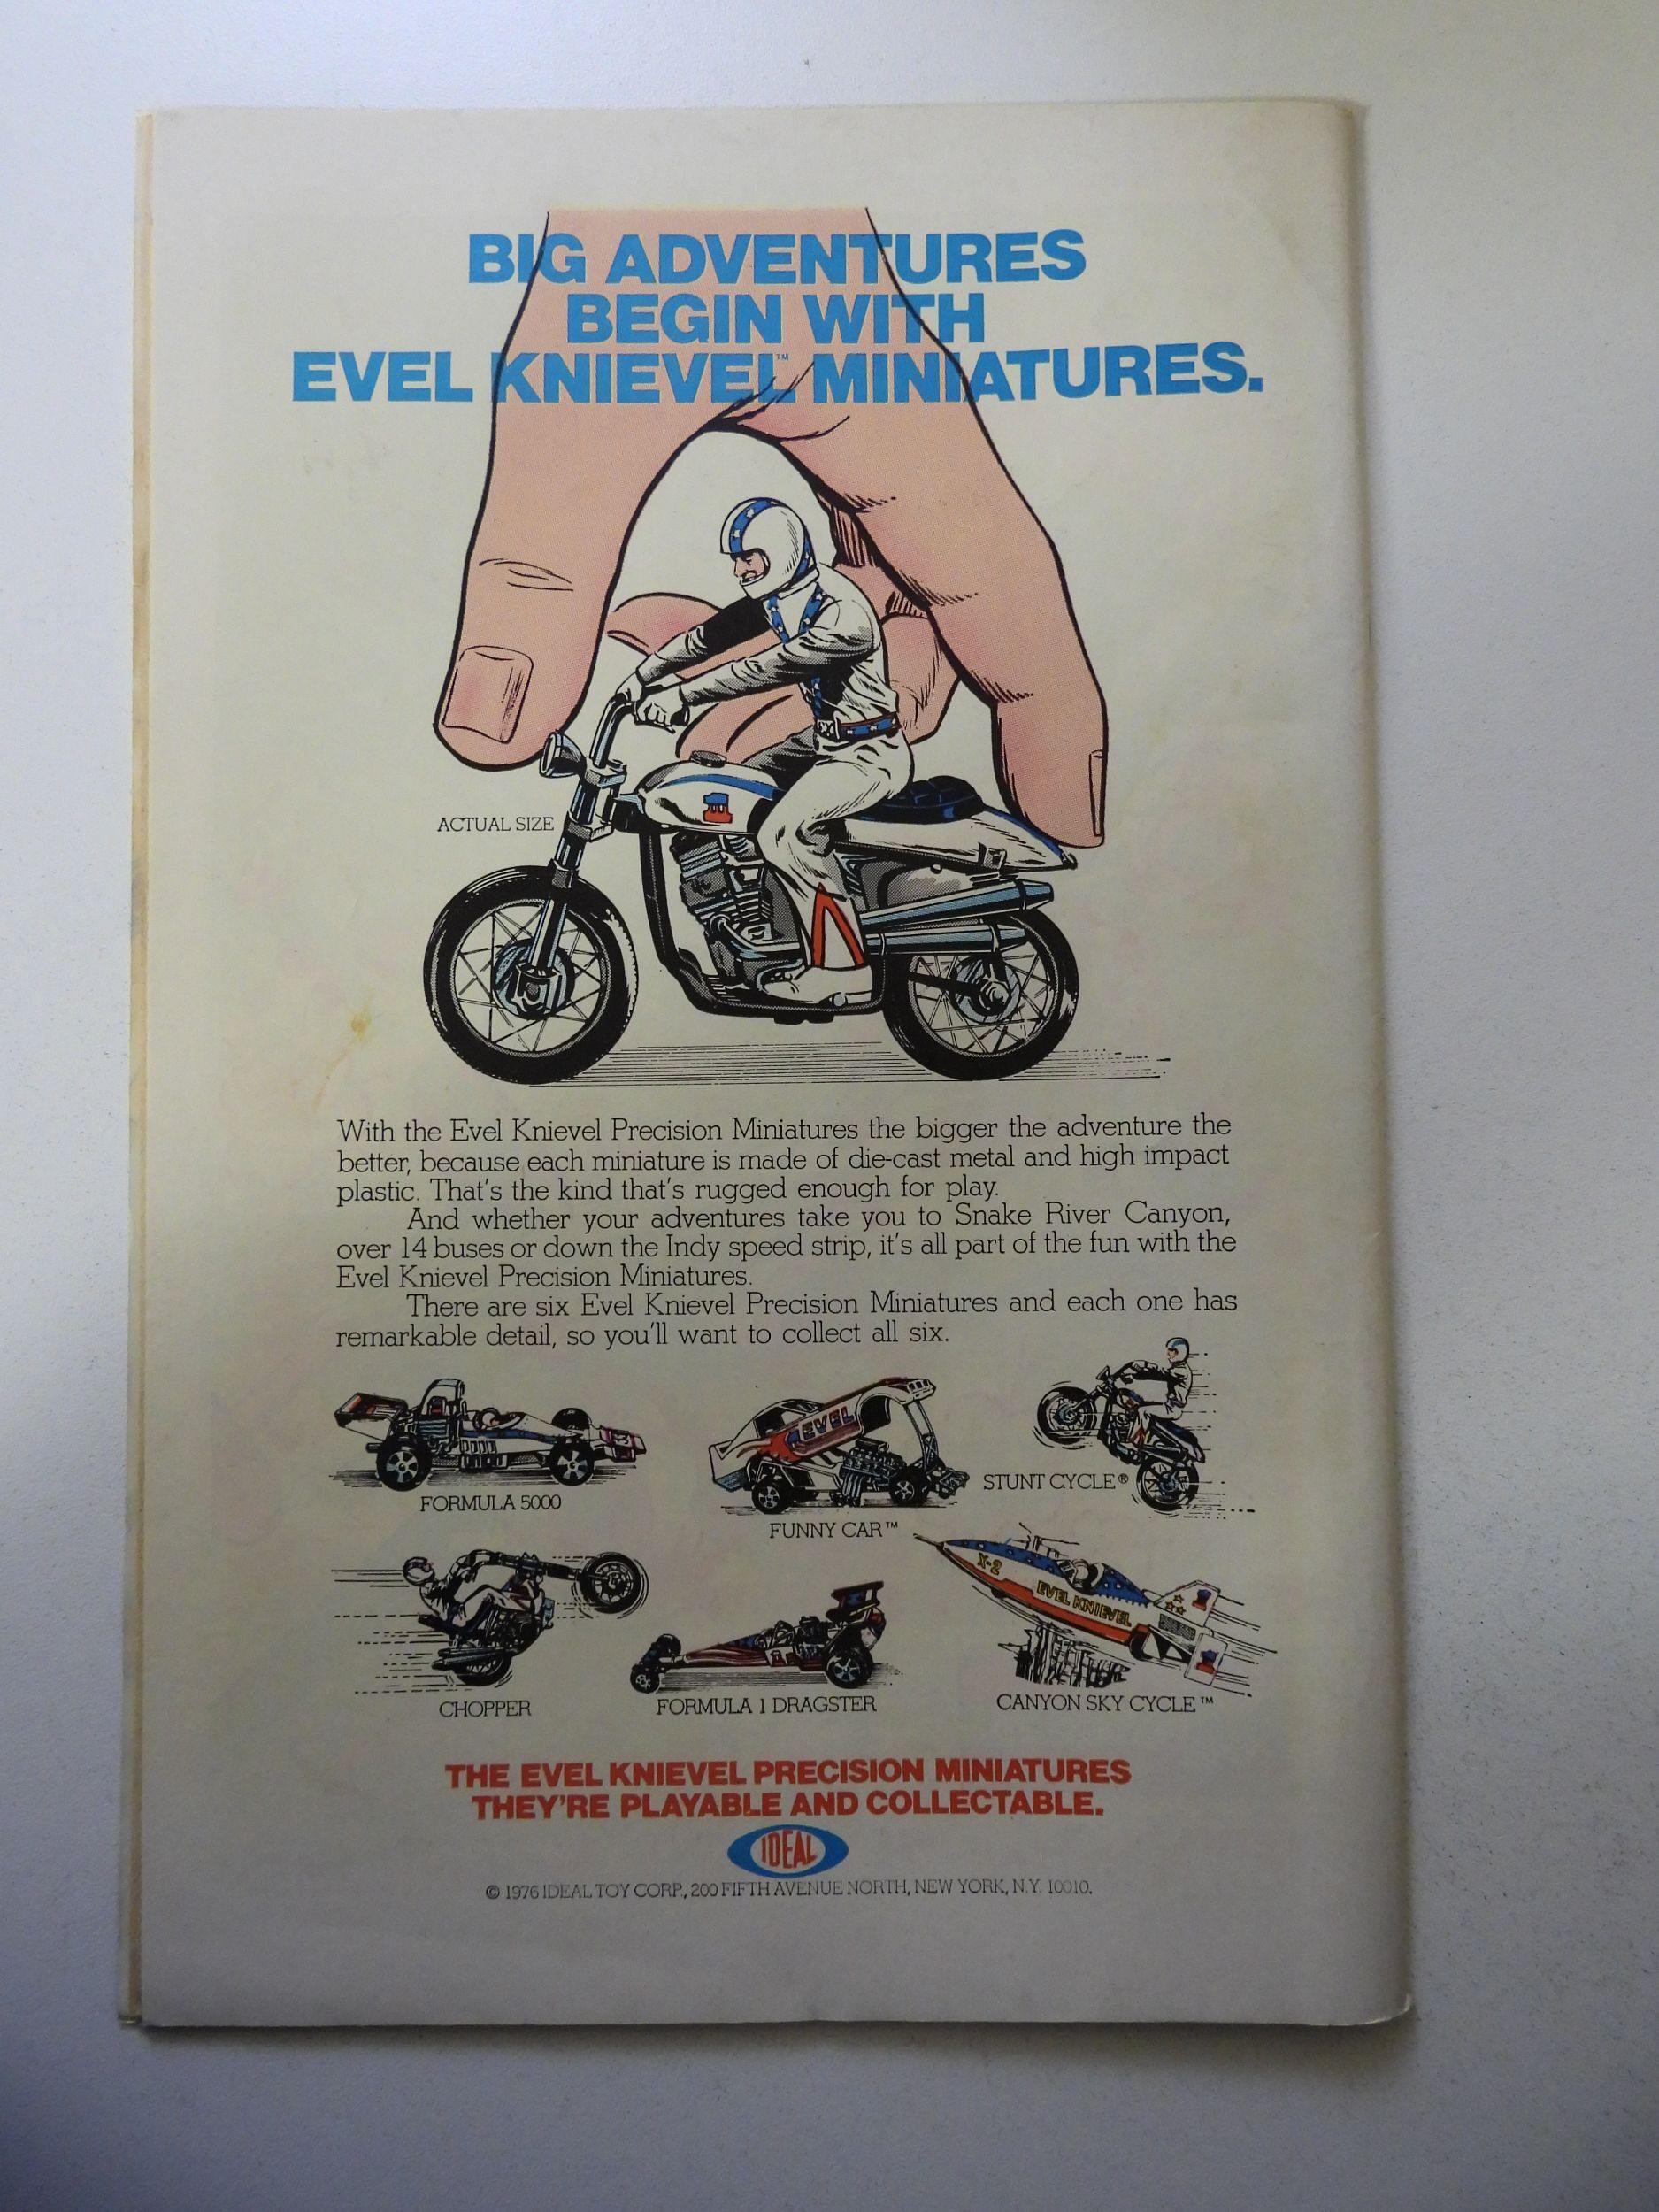 BIG ADVENTURES
BEGIN WITH
EVEL KNIEVEL™ MINIATURES.
ACTUAL SIZE
With the Evel Knievel Precision Miniatures the bigger the adventure the
better, because each miniature is made of die-cast metal and high impact
plastic. That's the kind that's rugged enough for play.
And whether your adventures take you to Snake River Canyon,
over 14 buses or down the Indy speed strip, it's all part of the fun with the
Evel Knievel Precision Miniatures.
There are six Evel Knievel Precision Miniatures and each one has
remarkable detail, so you'll want to collect all six.
EVEL
FORMULA 5000
FUNNY CAR™
STUNT CYCLE®
X-2
EVEL KNIEVEL
CHOPPER
FORMULA 1 DRAGSTER
CANYON SKY CYCLE™
THE EVEL KNIEVEL PRECISION MINIATURES
THEY'RE PLAYABLE AND COLLECTABLE.
IDEAL
© 1976 IDEAL TOY CORP., 200 FIFTH AVENUE NORTH, NEW YORK, N.Y. 10010.